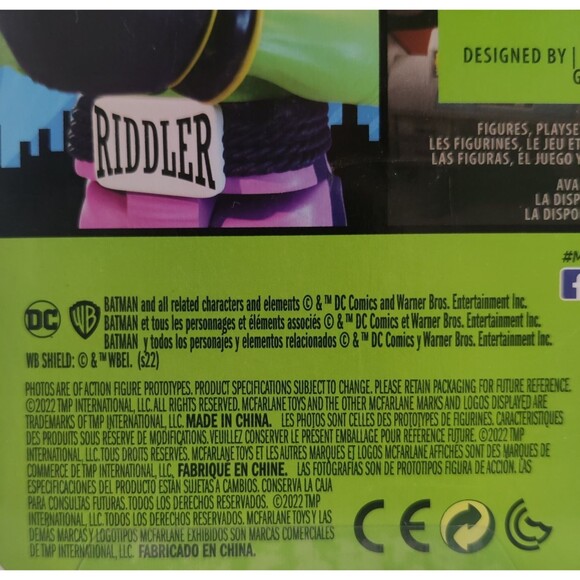 DESIGNED BY |
G
RIDDLER
FIGURES, PLAYSE
LES FIGURINES, LE JEU ET
LAS FIGURAS, EL JUEGO Y
AVA
LA DISP
LA DISPO
#M
f
DC WB
BATMAN and all related characters and elements © & ™ DC Comics and Warner Bros. Entertainment Inc.
BATMAN et tous les personnages et éléments associés © & ™ DC Comics et Warner Bros. Entertainment Inc.
BATMAN y todos los personajes y elementos relacionados © & ™ DC Comics y Warner Bros. Entertainment Inc.
WB SHIELD: © & ™ WBEI. (s22)
PHOTOS ARE OF ACTION FIGURE PROTOTYPES. PRODUCT SPECIFICATIONS SUBJECT TO CHANGE. PLEASE RETAIN PACKAGING FOR FUTURE REFERENCE.
©2022 TMP INTERNATIONAL, LLC. ALL RIGHTS RESERVED. MCFARLANE TOYS AND THE OTHER MCFARLANE MARKS AND LOGOS DISPLAYED ARE
TRADEMARKS OF TMP INTERNATIONAL, LLC. MADE IN CHINA. LES PHOTOS SONT CELLES DES PROTOTYPES DE FIGURINES. CARACTÉRISTIQUES
DES PRODUITS SOUS RÉSERVE DE MODIFICATIONS. VEUILLEZ CONSERVER LE PRÉSENT EMBALLAGE POUR RÉFÉRENCE FUTURE. ©2022 TMP
INTERNATIONAL, LLC. TOUS DROITS RÉSERVÉS. MCFARLANE TOYS ET LES AUTRES MARQUES ET LOGOS MCFARLANE AFFICHÉS SONT DES MARQUES DE
COMMERCE DE TMP INTERNATIONAL, LLC. FABRIQUÉ EN CHINE. LAS FOTOGRAFÍAS SON DE PROTOTIPOS FIGURA DE ACCIÓN. LAS
ESPECIFICACIONES DEL PRODUCTO ESTÁN SUJETAS A CAMBIOS. CONSERVE LA CAJA
PARA CONSULTAS FUTURAS. TODOS LOS DERECHOS RESERVADOS. ©2022 TMP
INTERNATIONAL, LLC. TODOS LOS DERECHOS RESERVADOS. MCFARLANE TOYS Y LAS
DEMÁS MARCAS Y LOGOTIPOS MCFARLANE EXHIBIDOS SON MARCAS COMERCIALES
DE TMP INTERNATIONAL, LLC. FABRICADO EN CHINA.
CE